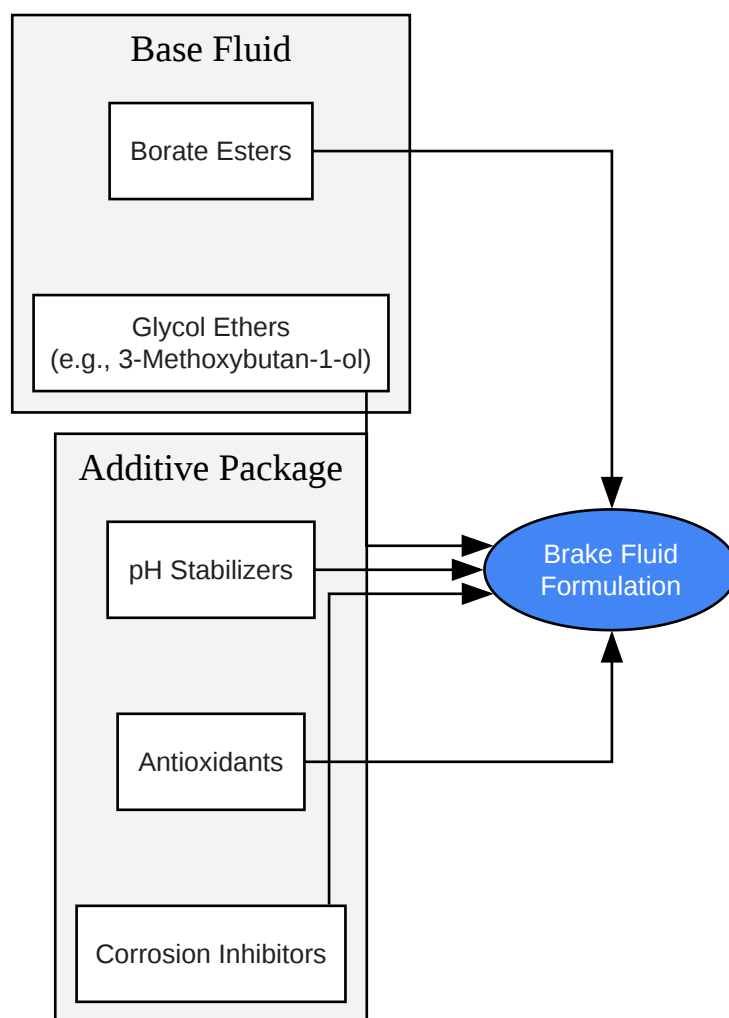 Base Fluid
Borate Esters
Glycol Ethers
(e.g., 3-Methoxybutan-1-ol)
Additive Package
pH Stabilizers
Brake Fluid
Formulation
Antioxidants
Corrosion Inhibitors